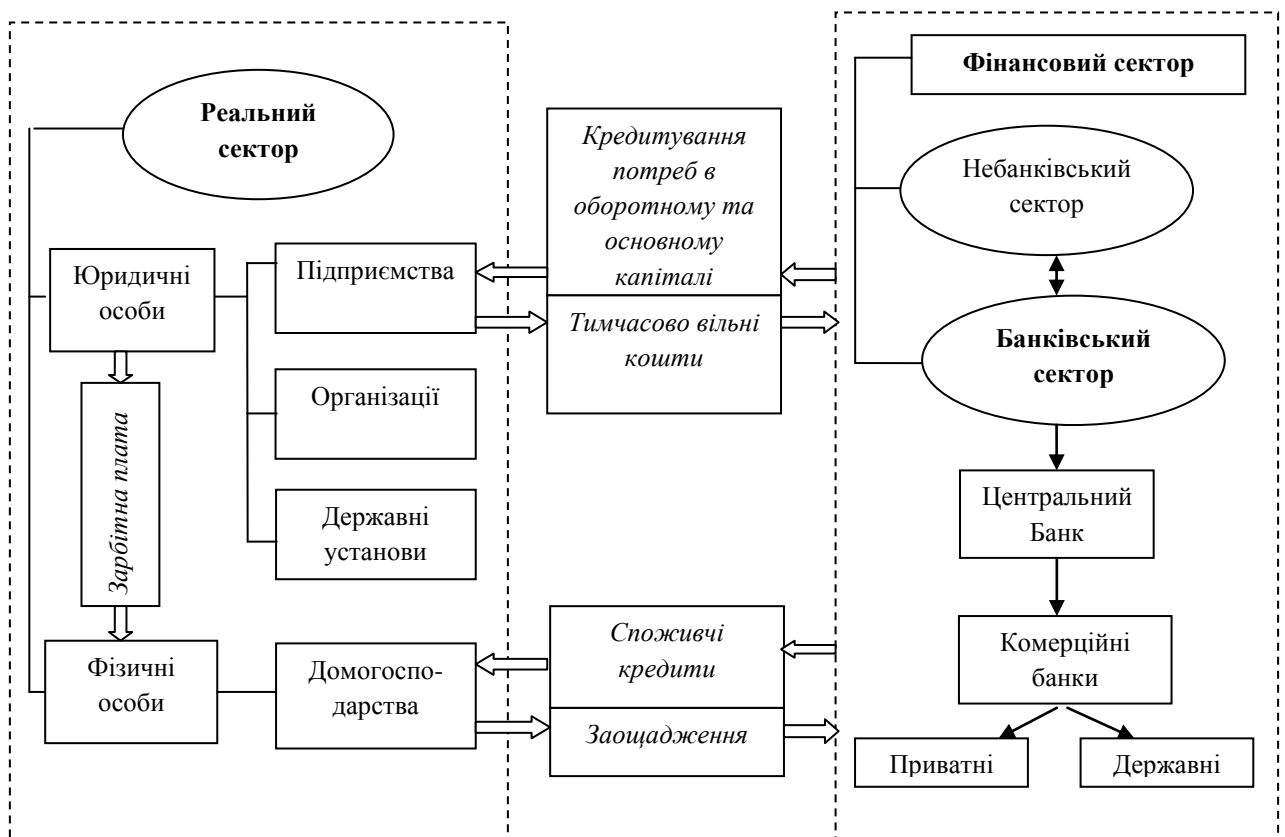 Реальний
сектор
Юридичні
особи
Зарбітна плата
Фізичні
особи
Підприємства
Організації
Державні
установи
Домогоспо-
дарства
Кредитування
потреб в
оборотному та
основному
капіталі
Тимчасово вільні
кошти
Споживчі
кредити
Заощадження
Фінансовий сектор
Небанківський
сектор
Банківський
сектор
Центральний
Банк
Комерційні
банки
Приватні
Державні